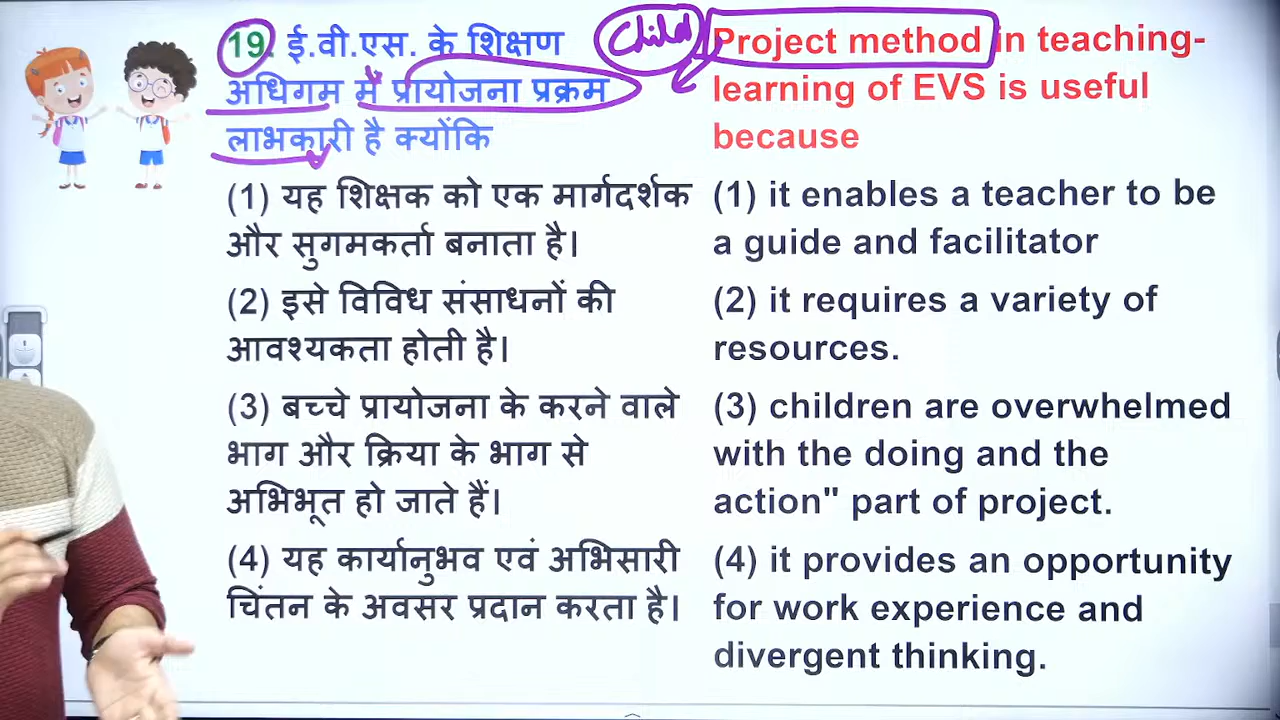 19. ई.वी.एस. के शिक्षण
अधिगम में प्रायोजना प्रक्रम
लाभकारी है क्योंकि
(1) यह शिक्षक को एक मार्गदर्शक
और सुगमकर्ता बनाता है।
(2) इसे विविध संसाधनों की
आवश्यकता होती है।
(3) बच्चे प्रायोजना के करने वाले
भाग और क्रिया के भाग से
अभिभूत हो जाते हैं।
(4) यह कार्यानुभव एवं अभिसारी
चिंतन के अवसर प्रदान करता है।
Child
Project method in teaching-
learning of EVS is useful
because
(1) it enables a teacher to be
a guide and facilitator
(2) it requires a variety of
resources.
(3) children are overwhelmed
with the doing and the
action" part of project.
(4) it provides an opportunity
for work experience and
divergent thinking.